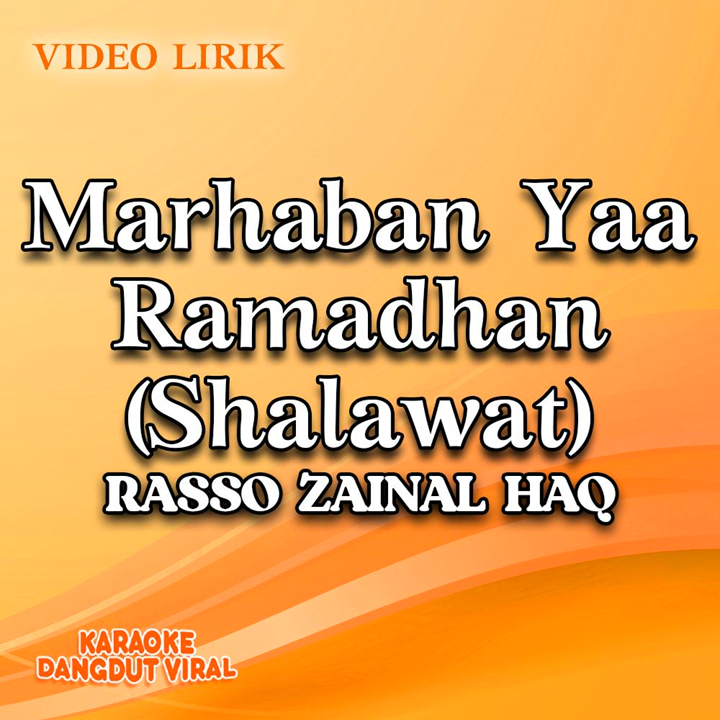 VIDEO LIRIK
Marhaban Yaa
Ramadhan
(Shalawat)
RASSO ZAINAL HAQ
KARAOKE
DANGDUT VIRAL